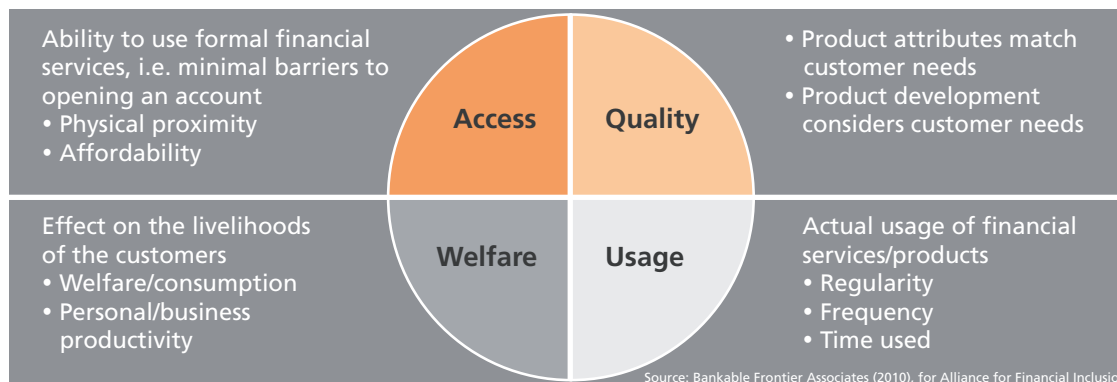 Ability to use formal financial
services, i.e. minimal barriers to
opening an account
• Physical proximity
• Affordability
Access
Quality
• Product attributes match
customer needs
• Product development
considers customer needs
Effect on the livelihoods
of the customers
• Welfare/consumption
• Personal/business
productivity
Welfare
Usage
Actual usage of financial
services/products
• Regularity
• Frequency
• Time used
Source: Bankable Frontier Associates (2010), for Alliance for Financial Inclusio